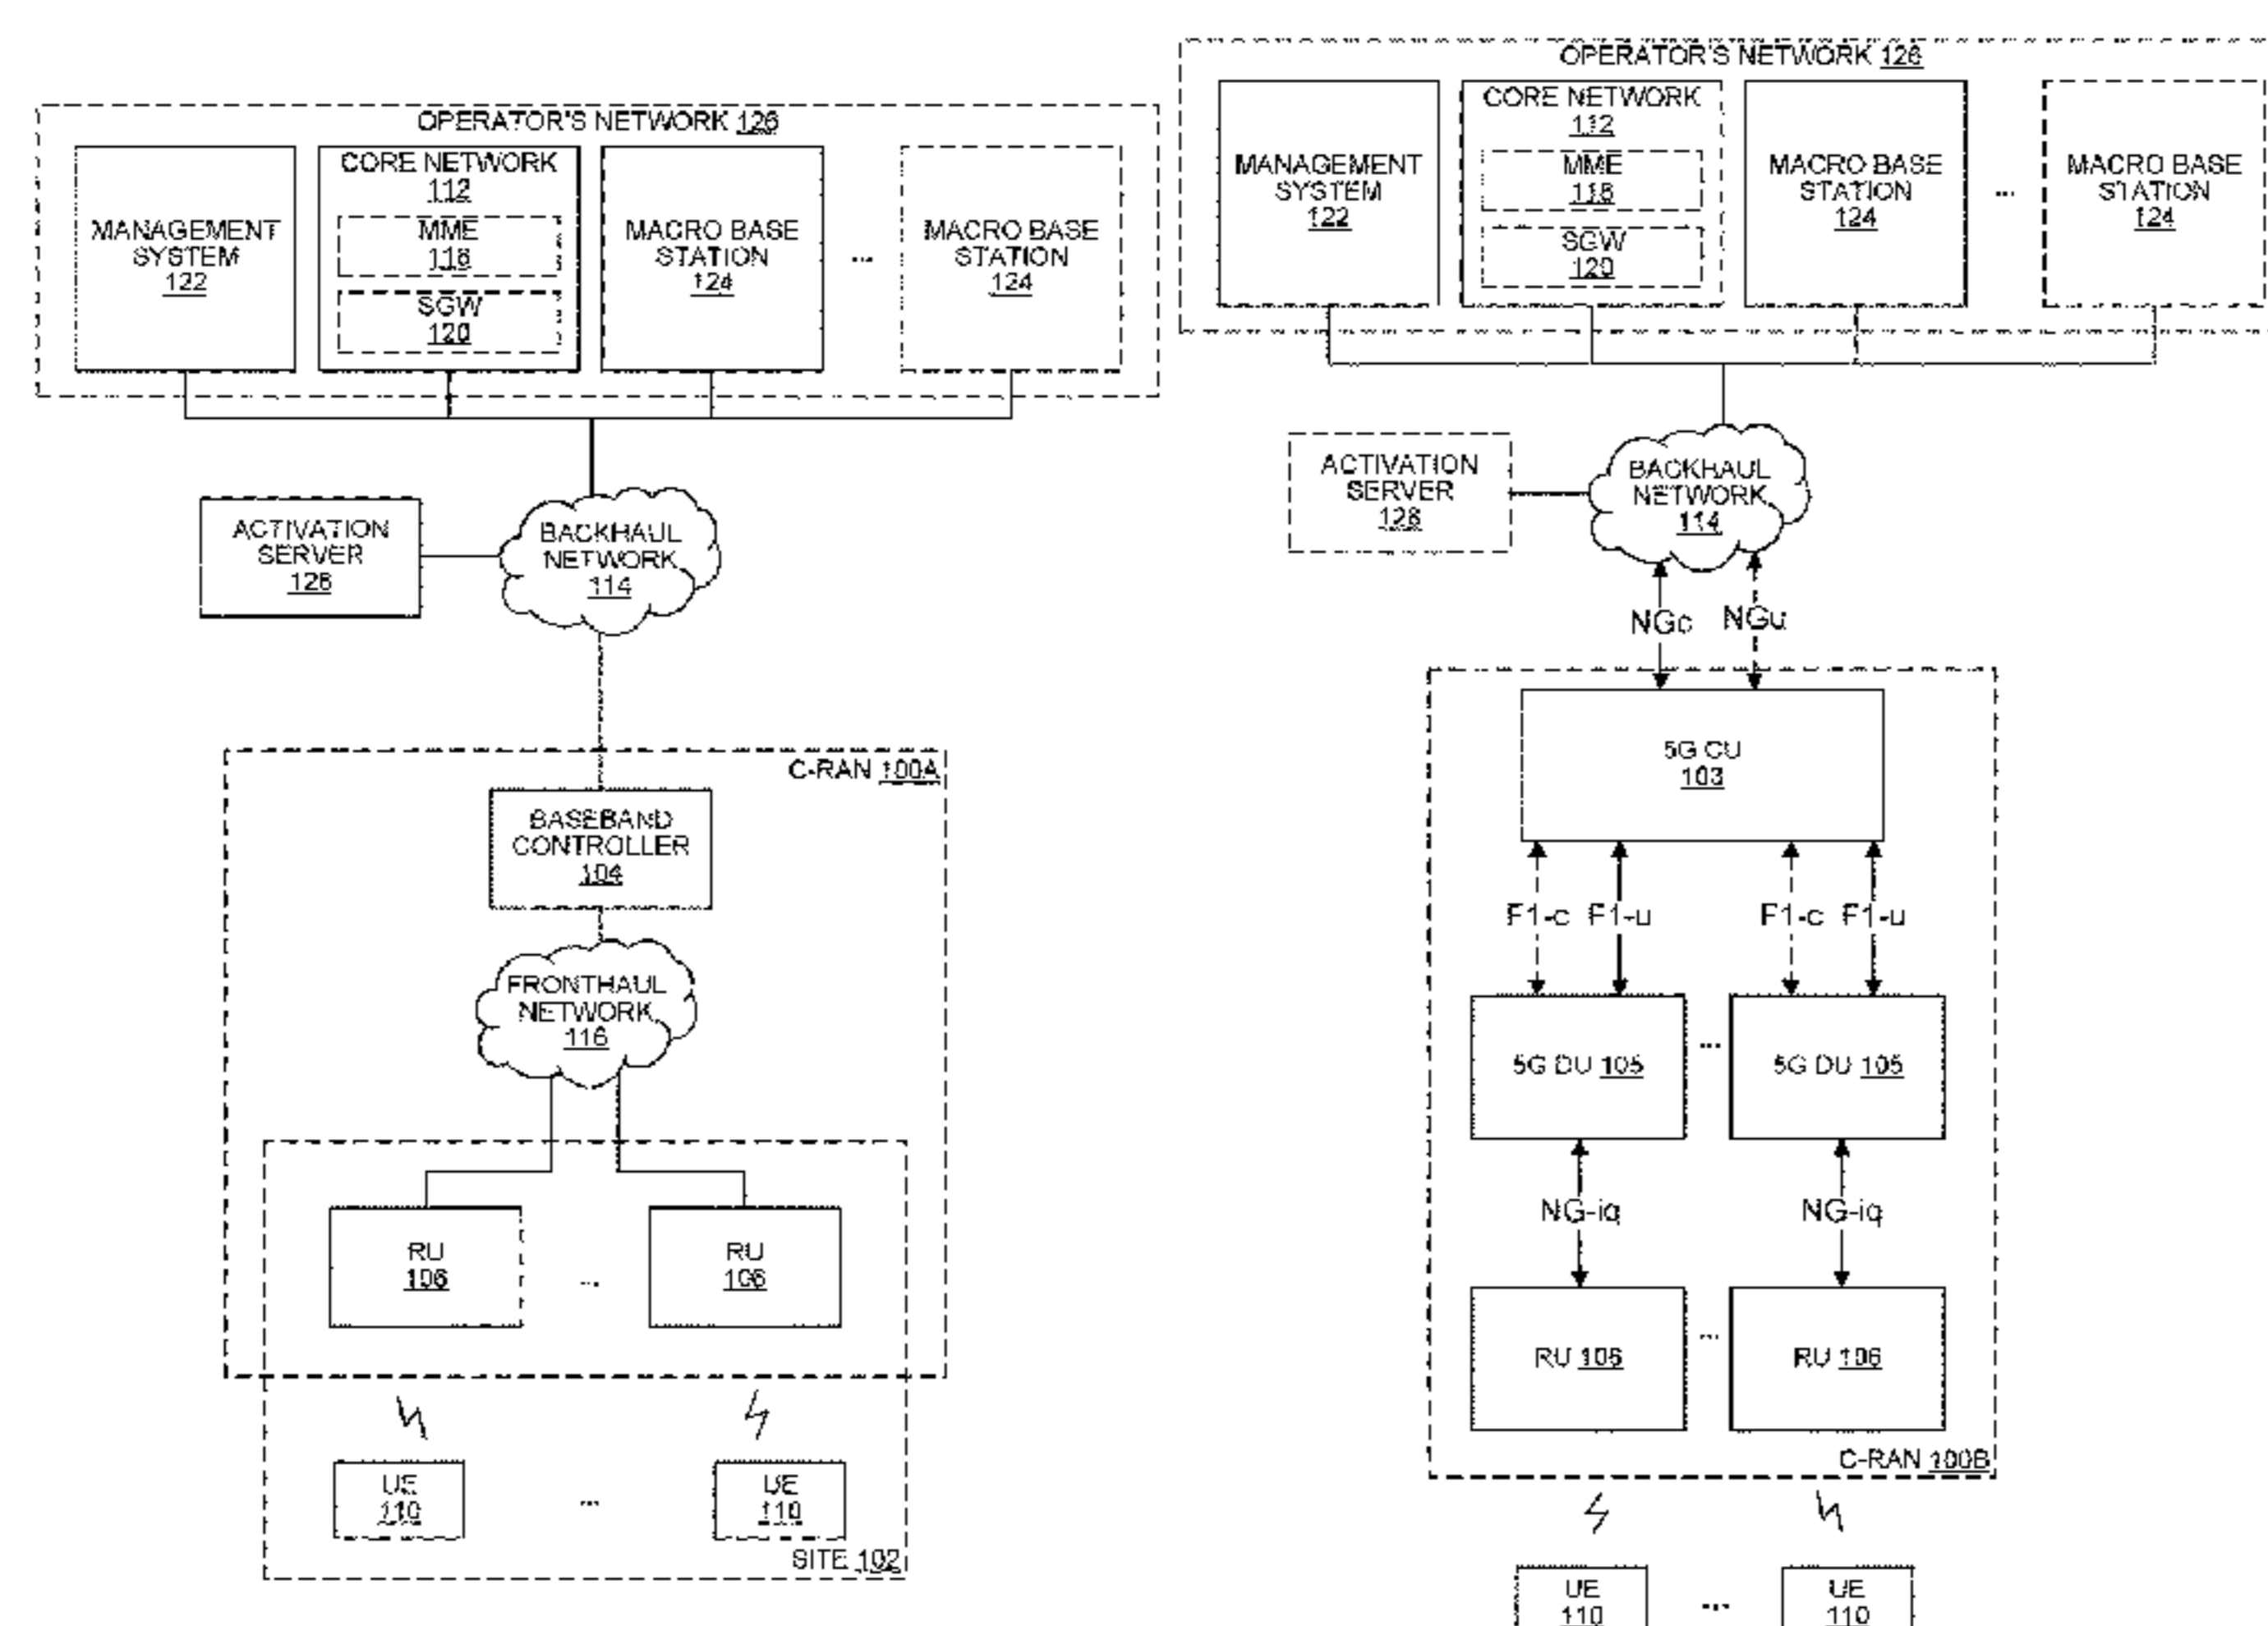 OPERATOR'S NETWORK 126
MANAGEMENT
SYSTEM
122
CORE NETWORK
112
MME
118
SGW
120
MACRO BASE
STATION
124
...
MACRO BASE
STATION
124
ACTIVATION
SERVER
128
BACKHAUL
NETWORK
114
C-RAN 100A
BASEBAND
CONTROLLER
104
FRONTHAUL
NETWORK
116
RU
106
...
RU
106
UE
110
...
UE
110
SITE 102
OPERATOR'S NETWORK 126
MANAGEMENT
SYSTEM
122
CORE NETWORK
112
MME
118
SGW
120
MACRO BASE
STATION
124
...
MACRO BASE
STATION
124
ACTIVATION
SERVER
128
BACKHAUL
NETWORK
114
NGc NGu
5G CU
103
F1-c F1-u F1-c F1-u
5G DU 105
...
5G DU 105
NG-iq NG-iq
RU 106
...
RU 106
C-RAN 100B
UE
110
...
UE
110